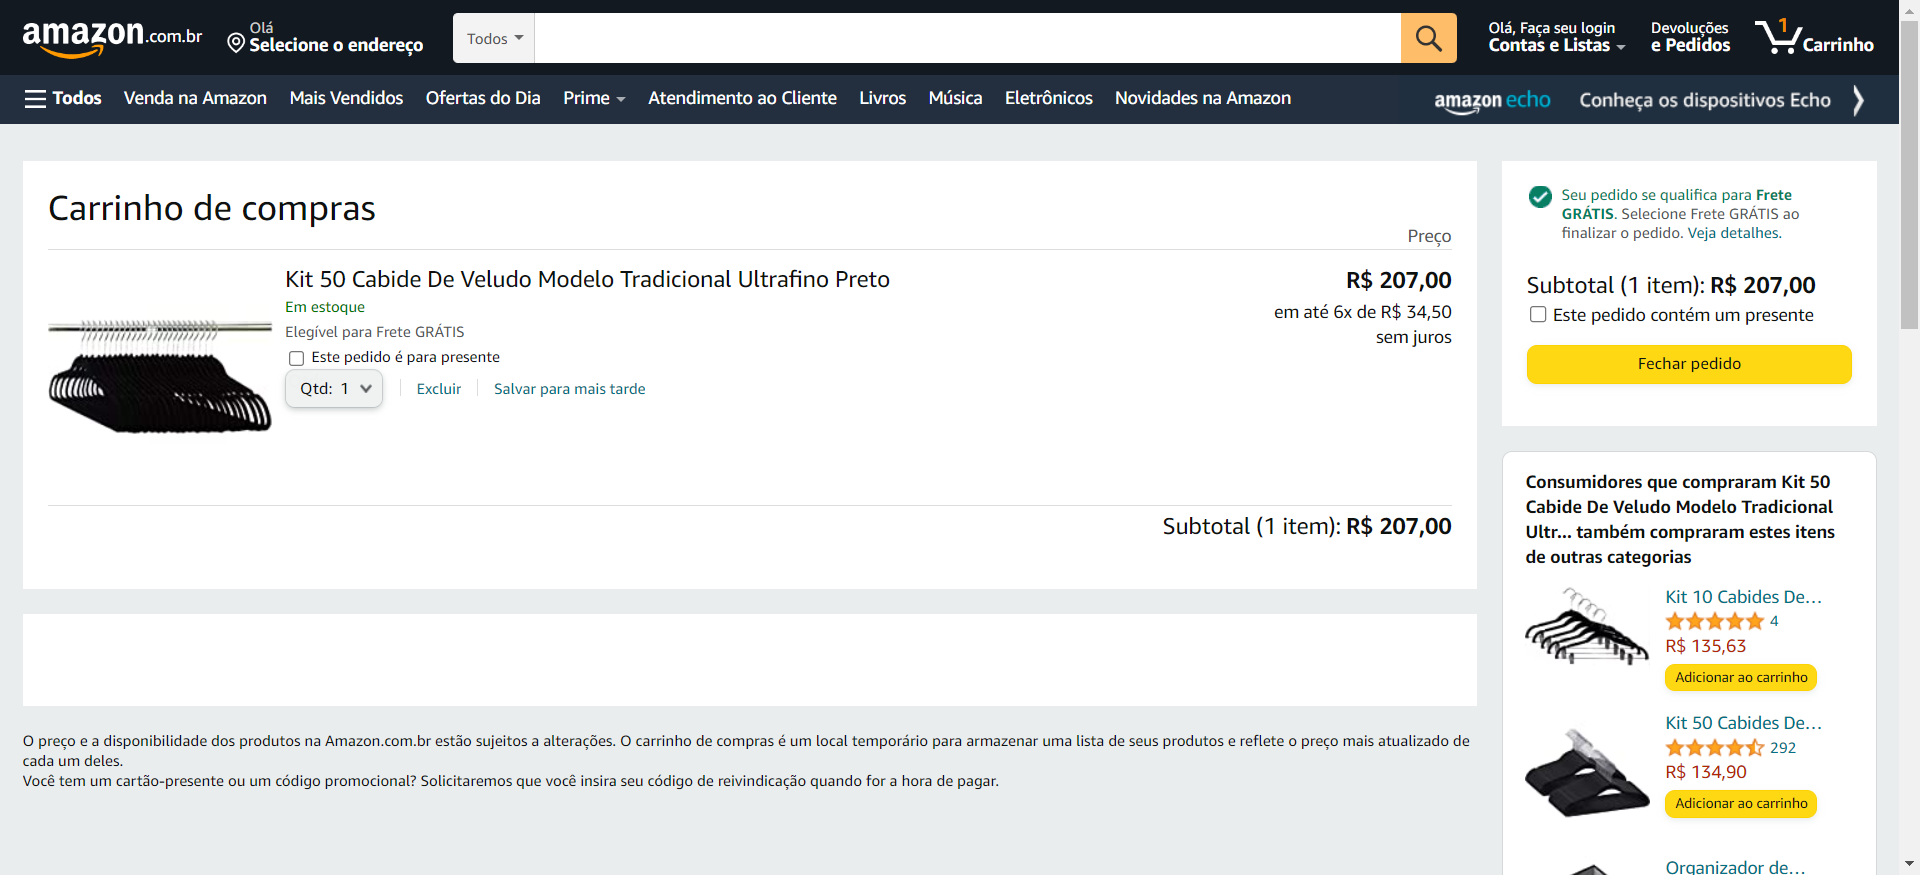 amazon.com.br
Olá
Selecione o endereço
Todos
Olá, Faça seu login
Contas e Listas
Devoluções
e Pedidos
1
Carrinho
Todos
Venda na Amazon
Mais Vendidos
Ofertas do Dia
Prime
Atendimento ao Cliente
Livros
Música
Eletrônicos
Novidades na Amazon
amazon echo
Conheça os dispositivos Echo
Carrinho de compras
Preço
Kit 50 Cabide De Veludo Modelo Tradicional Ultrafino Preto
R$ 207,00
Em estoque
em até 6x de R$ 34,50
sem juros
Elegível para Frete GRÁTIS
Este pedido é para presente
Qtd: 1
Excluir
Salvar para mais tarde
Subtotal (1 item): R$ 207,00
Seu pedido se qualifica para Frete
GRÁTIS. Selecione Frete GRÁTIS ao
finalizar o pedido. Veja detalhes.
Subtotal (1 item): R$ 207,00
Este pedido contém um presente
Fechar pedido
Consumidores que compraram Kit 50
Cabide De Veludo Modelo Tradicional
Ultr... também compraram estes itens
de outras categorias
Kit 10 Cabides De...
4
R$ 135,63
Adicionar ao carrinho
Kit 50 Cabides De...
292
R$ 134,90
Adicionar ao carrinho
Organizador de...
O preço e a disponibilidade dos produtos na Amazon.com.br estão sujeitos a alterações. O carrinho de compras é um local temporário para armazenar uma lista de seus produtos e reflete o preço mais atualizado de
cada um deles.
Você tem um cartão-presente ou um código promocional? Solicitaremos que você insira seu código de reivindicação quando for a hora de pagar.